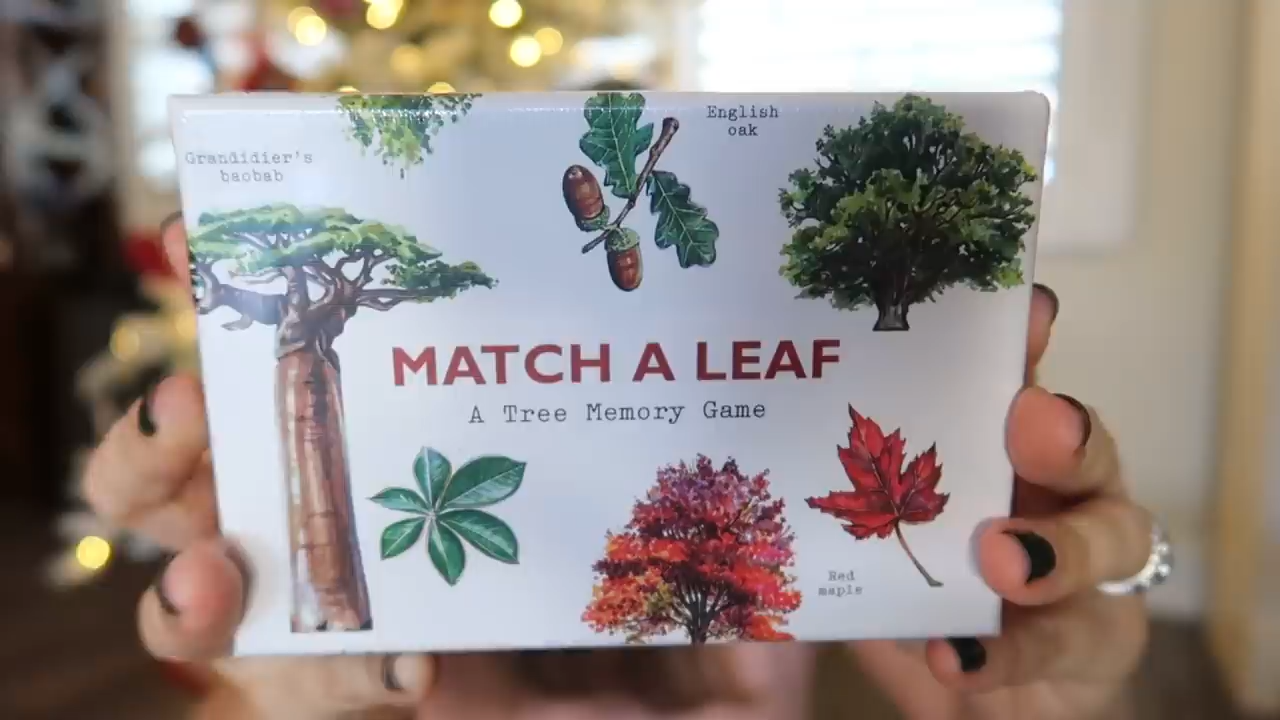 English
oak
Grandidier's
baobab
MATCH A LEAF
A Tree Memory Game
Red
maple